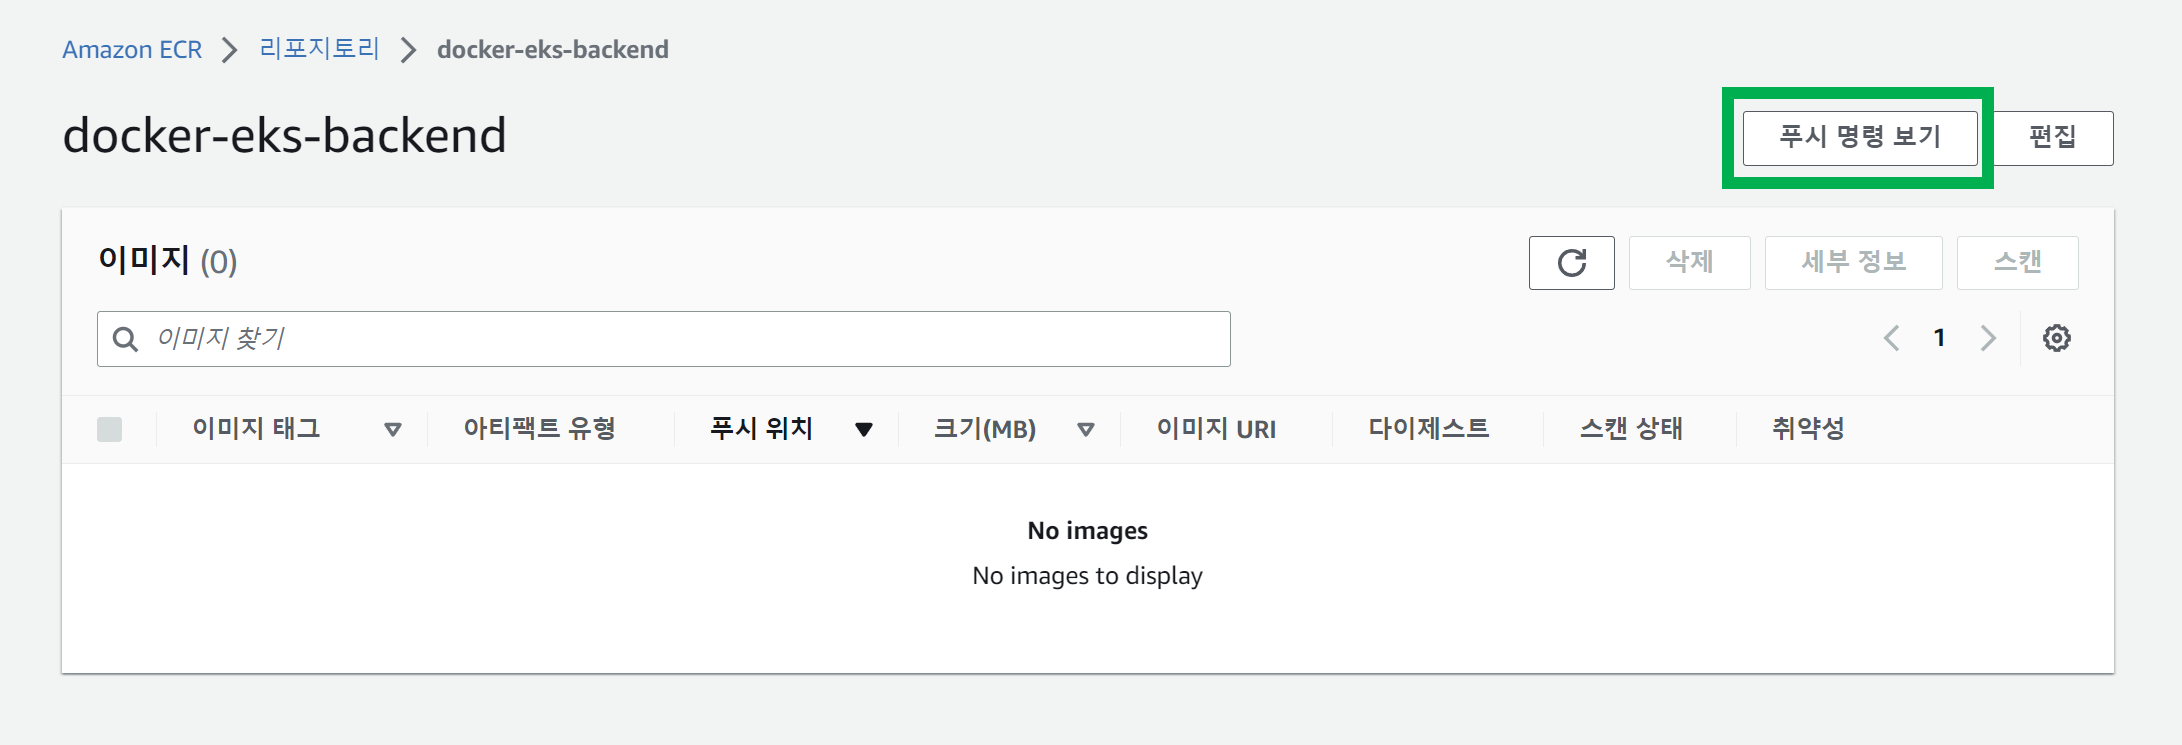 Amazon ECR > 리포지토리 > docker-eks-backend
docker-eks-backend
푸시 명령 보기
편집
이미지 (0)
삭제
세부 정보
스캔
이미지 찾기
1
이미지 태그 아티팩트 유형 푸시 위치 크기(MB) 이미지 URI 다이제스트 스캔 상태 취약성
No images
No images to display